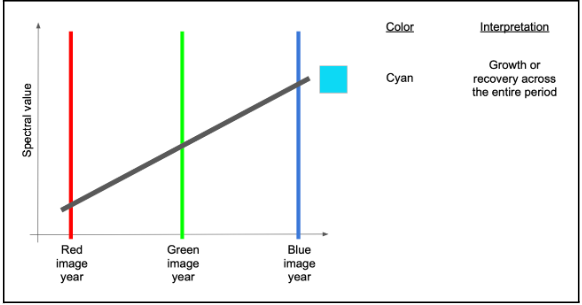 Color
Interpretation
Cyan
Growth or
recovery across
the entire period
Spectral value
Red
image
year
Green
image
year
Blue
image
year